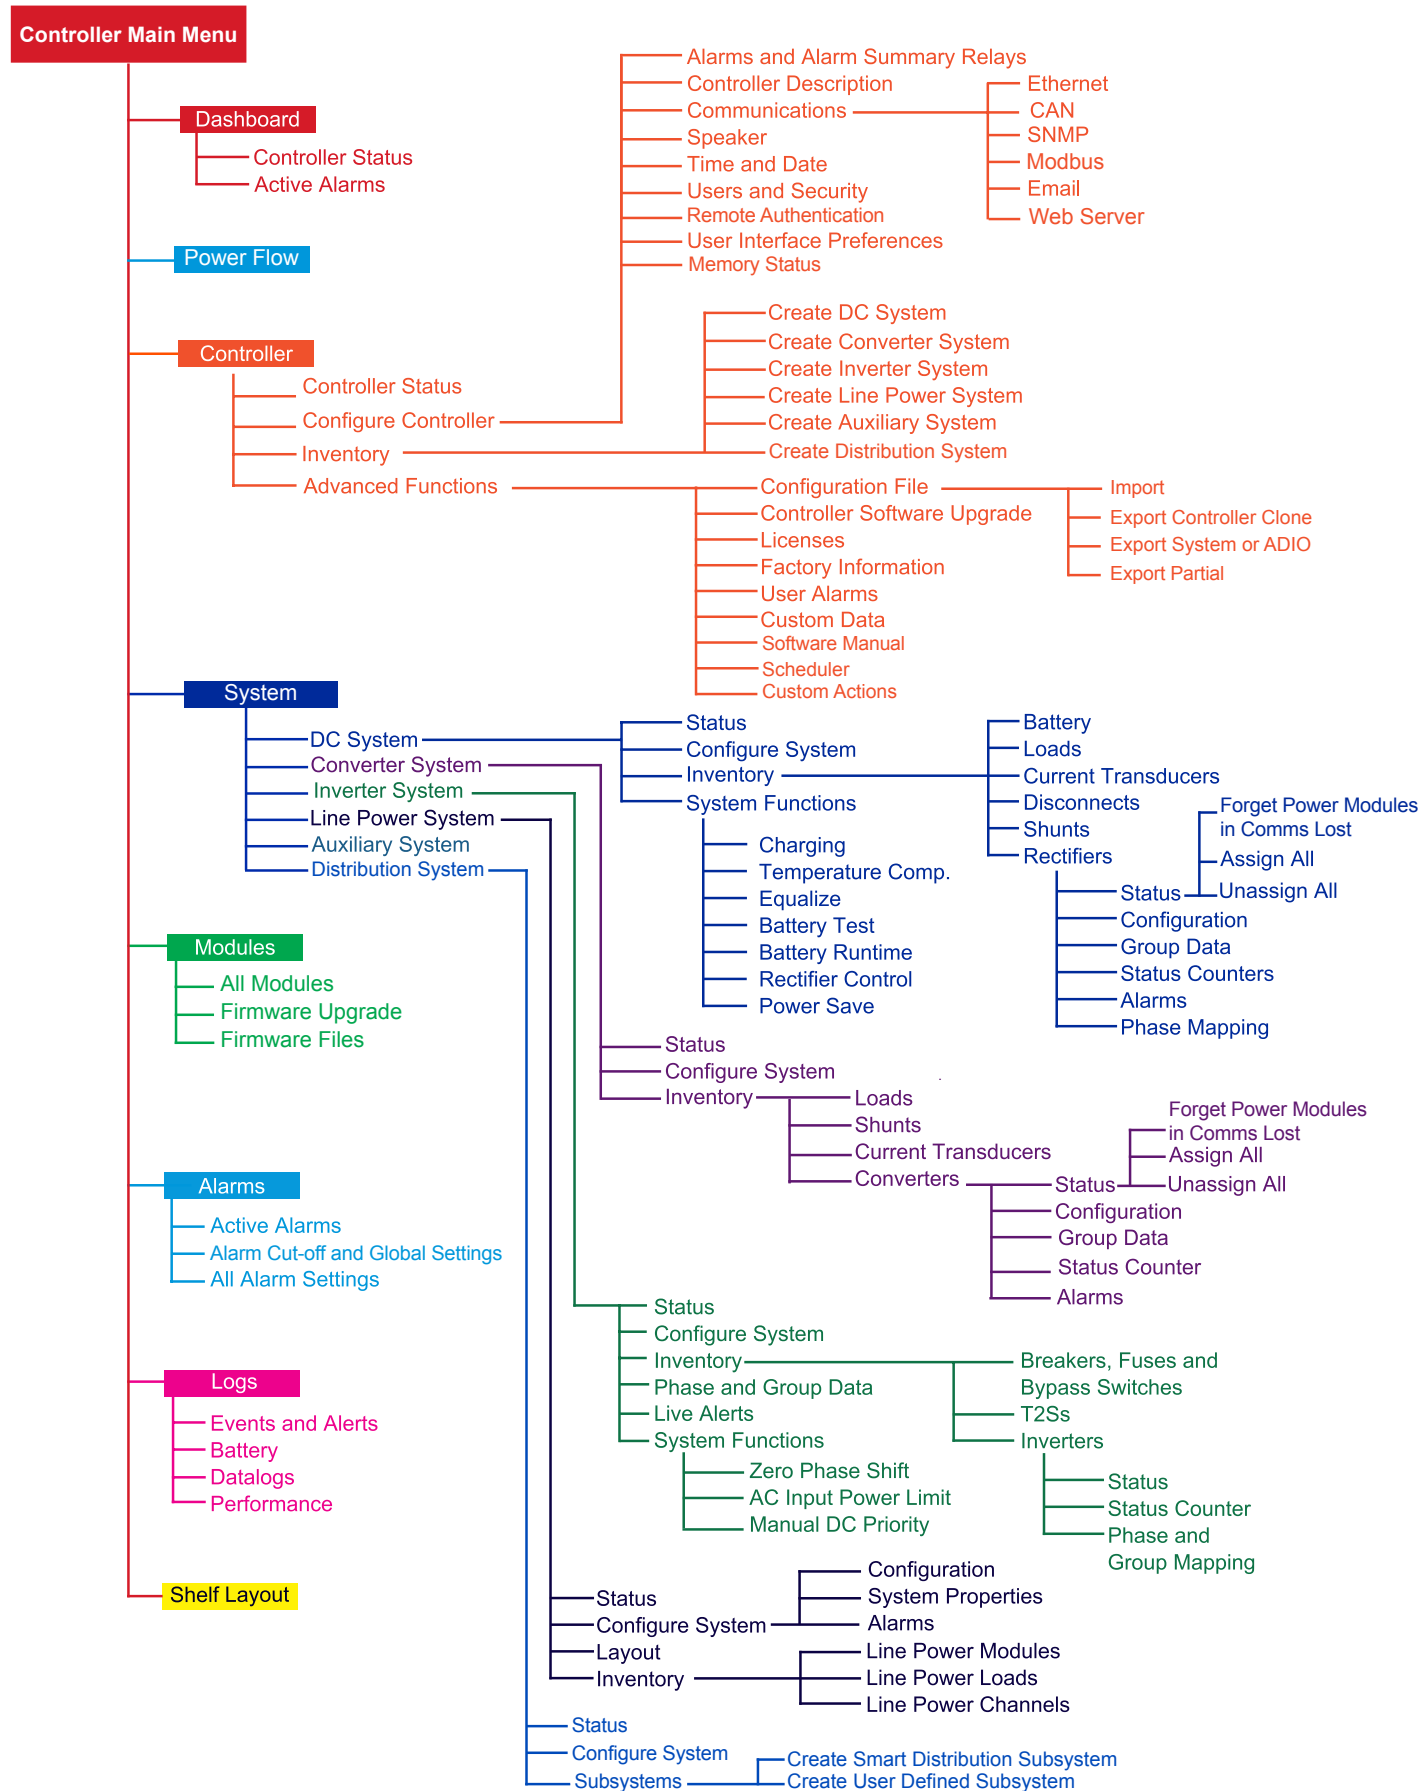 Controller Main Menu
Dashboard
Controller Status
Active Alarms
Power Flow
Controller
Controller Status
Configure Controller
Alarms and Alarm Summary Relays
Controller Description
Communications
Ethernet
CAN
SNMP
Modbus
Email
Web Server
Speaker
Time and Date
Users and Security
Remote Authentication
User Interface Preferences
Memory Status
Inventory
Create DC System
Create Converter System
Create Inverter System
Create Line Power System
Create Auxiliary System
Create Distribution System
Advanced Functions
Configuration File
Import
Export Controller Clone
Export System or ADIO
Export Partial
Controller Software Upgrade
Licenses
Factory Information
User Alarms
Custom Data
Software Manual
Scheduler
Custom Actions
System
DC System
Converter System
Inverter System
Line Power System
Auxiliary System
Distribution System
Status
Configure System
Inventory
System Functions
Battery
Loads
Current Transducers
Disconnects
Shunts
Rectifiers
Forget Power Modules
in Comms Lost
Assign All
Unassign All
Status
Configuration
Group Data
Status Counters
Alarms
Phase Mapping
Charging
Temperature Comp.
Equalize
Battery Test
Battery Runtime
Rectifier Control
Power Save
Modules
All Modules
Firmware Upgrade
Firmware Files
Status
Configure System
Inventory
Loads
Shunts
Current Transducers
Converters
Forget Power Modules
in Comms Lost
Assign All
Unassign All
Status
Configuration
Group Data
Status Counter
Alarms
Alarms
Active Alarms
Alarm Cut-off and Global Settings
All Alarm Settings
Status
Configure System
Inventory
Phase and Group Data
Live Alerts
System Functions
Breakers, Fuses and
Bypass Switches
T2Ss
Inverters
Zero Phase Shift
AC Input Power Limit
Manual DC Priority
Status
Status Counter
Phase and
Group Mapping
Logs
Events and Alerts
Battery
Datalogs
Performance
Shelf Layout
Status
Configure System
Layout
Inventory
Configuration
System Properties
Alarms
Line Power Modules
Line Power Loads
Line Power Channels
Status
Configure System
Subsystems
Create Smart Distribution Subsystem
Create User Defined Subsystem